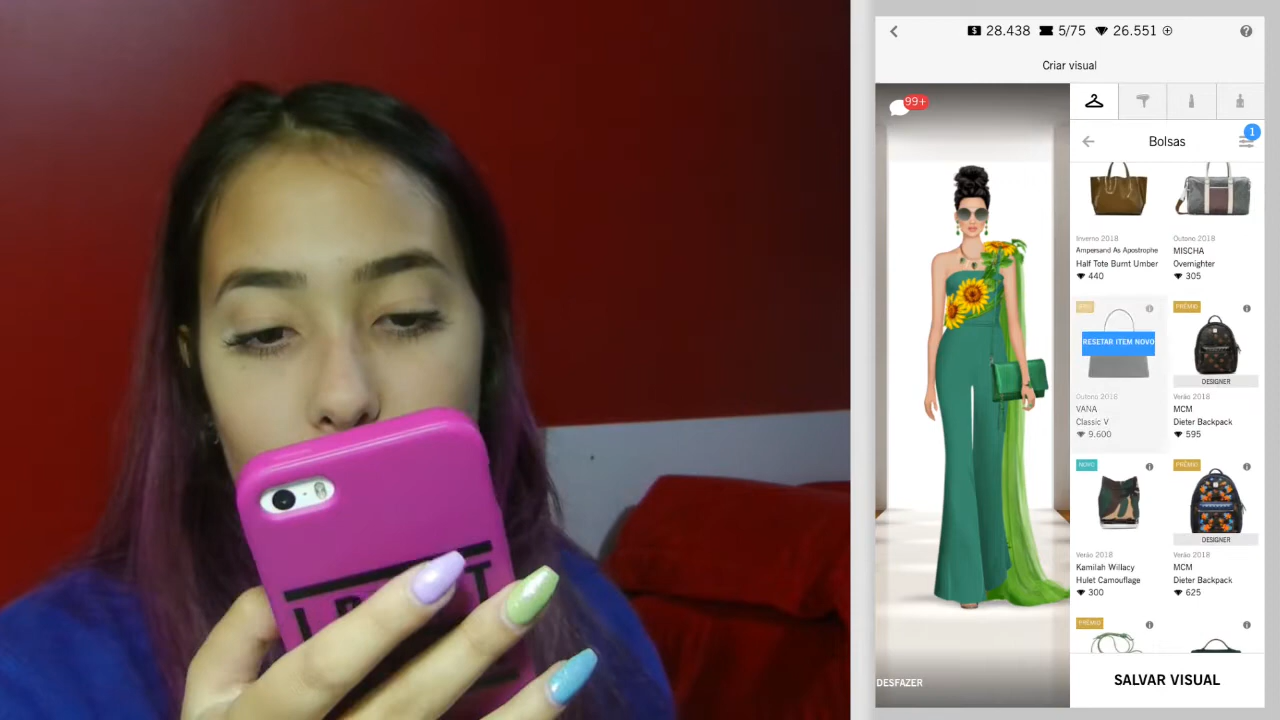 28.438 5/75 26.551
Criar visual
99+
1
Bolsas
Inverno 2018
Ampersand As Apostrophe
Half Tote Burnt Umber
440
Outono 2018
MISCHA
Overnighter
305
RESETAR ITEM NOVO
Outono 2018
VANA
Classic V
9.600
PRÊMIO
DESIGNER
Verão 2018
MCM
Dieter Backpack
595
NOVO
Verão 2018
Kamilah Willacy
Hulet Camouflage
300
PRÊMIO
DESIGNER
Verão 2018
MCM
Dieter Backpack
625
PRÊMIO
DESFAZER
SALVAR VISUAL